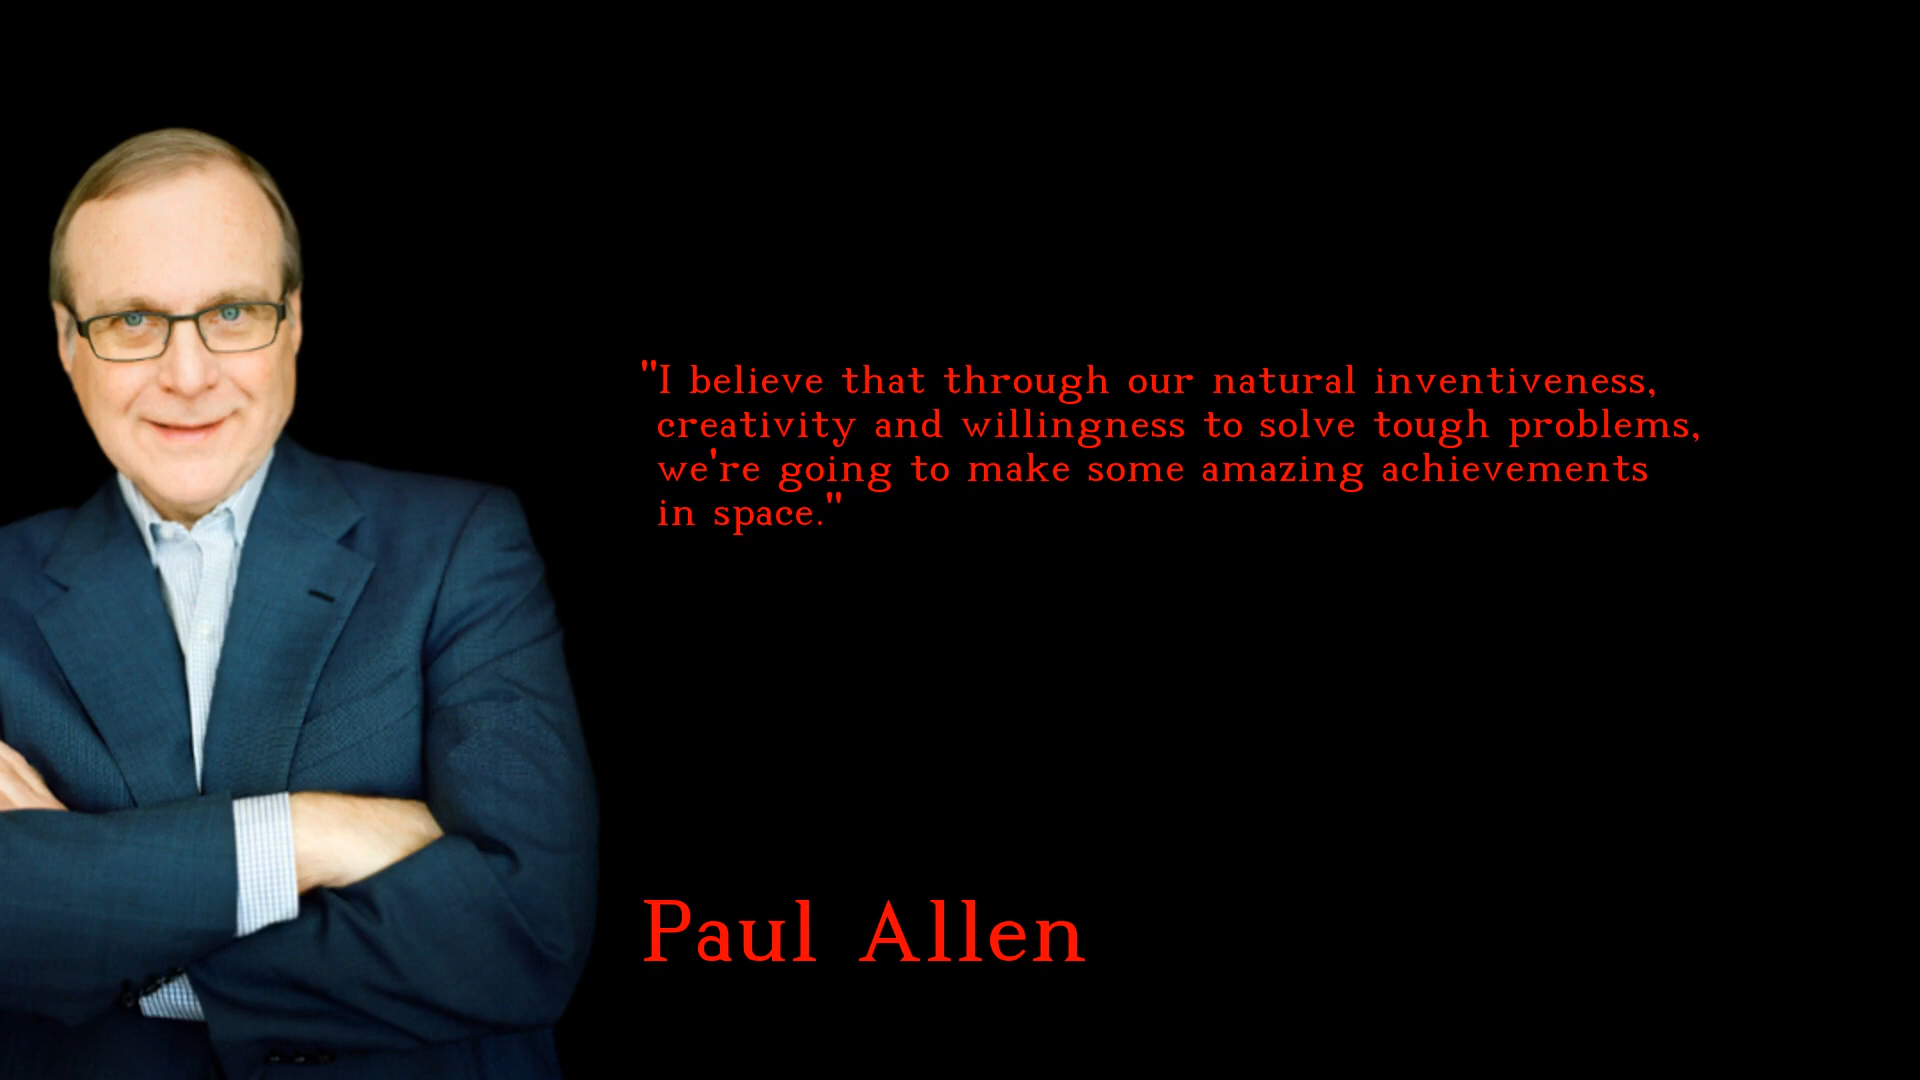 "I believe that through our natural inventiveness,
creativity and willingness to solve tough problems,
we're going to make some amazing achievements
in space."
Paul Allen